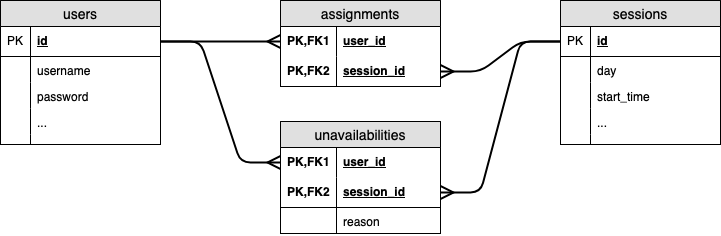 users
PK id
username
password
...
assignments
PK,FK1 user_id
PK,FK2 session_id
unavailabilities
PK,FK1 user_id
PK,FK2 session_id
reason
sessions
PK id
day
start_time
...